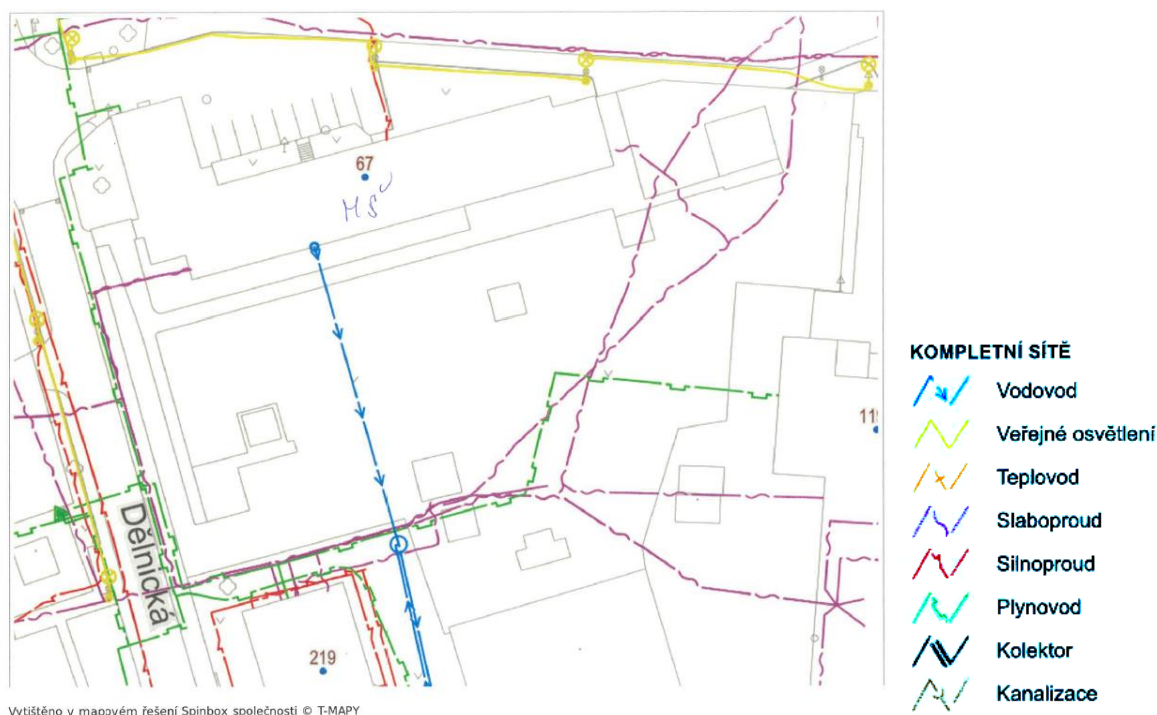 67
MŠ
KOMPLETNÍ SÍTĚ
Vodovod
Veřejné osvětlení
Teplovod
Slaboproud
Silnoproud
Plynovod
Kolektor
Kanalizace
Dělnická
219
Vytištěno v mapovém řešení Spinbox společnosti © T-MAPY